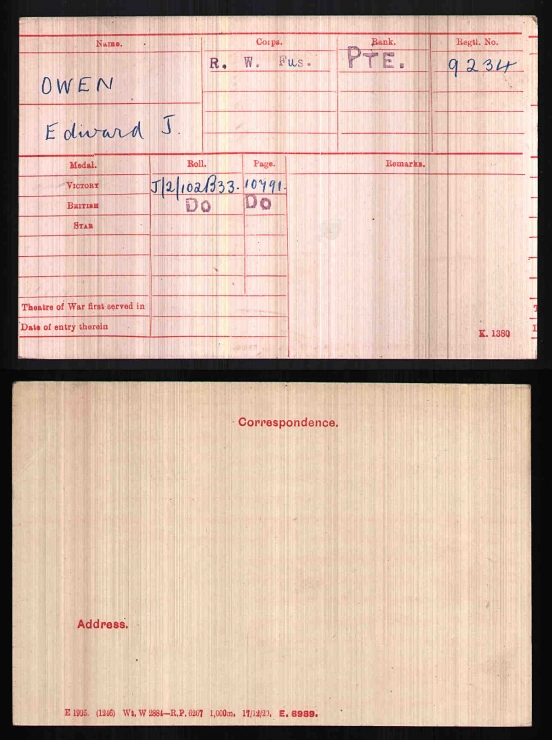 Name. Corps. Rank. Regtl. No.
OWEN R. W. Fus. PTE. 9234
Edward J.
Medal. Roll. Page. Remarks.
VICTORY J/2/102B33. 10791.
BRITISH Do Do
STAR
Theatre of War first served in
Date of entry therein
K. 1380
Correspondence.
Address.
E 1935. (1246) Wt. W 2884—R.P. 6207 1,000m. 17/12/20. E. 6989.